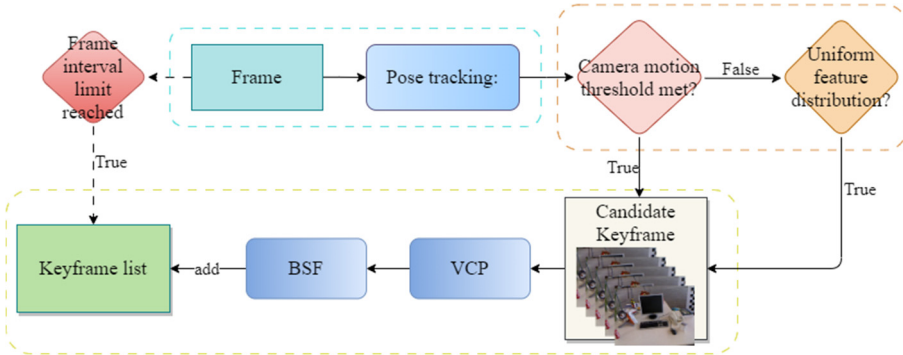 Frame
interval
limit
reached
Frame
Pose tracking:
Camera motion
threshold met?
False
Uniform
feature
distribution?
True
True
True
Keyframe list
add
BSF
VCP
Candidate
Keyframe